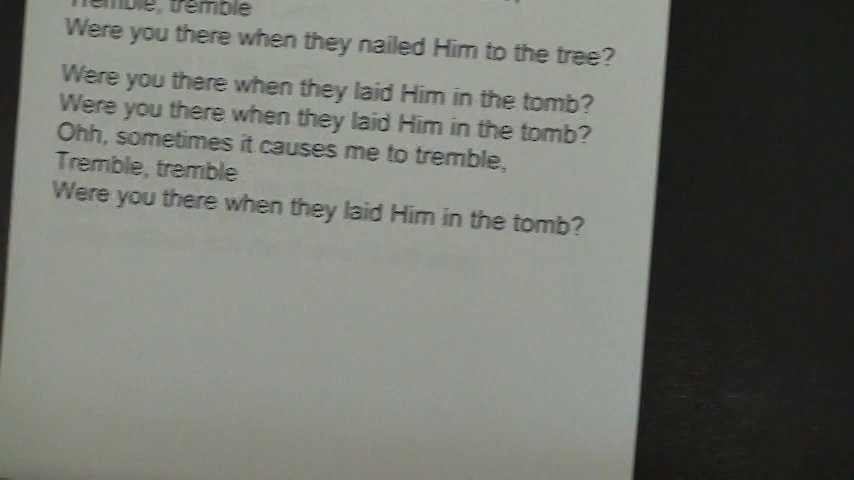 Tremble, tremble
Were you there when they nailed Him to the tree?
Were you there when they laid Him in the tomb?
Were you there when they laid Him in the tomb?
Ohh, sometimes it causes me to tremble,
Tremble, tremble
Were you there when they laid Him in the tomb?